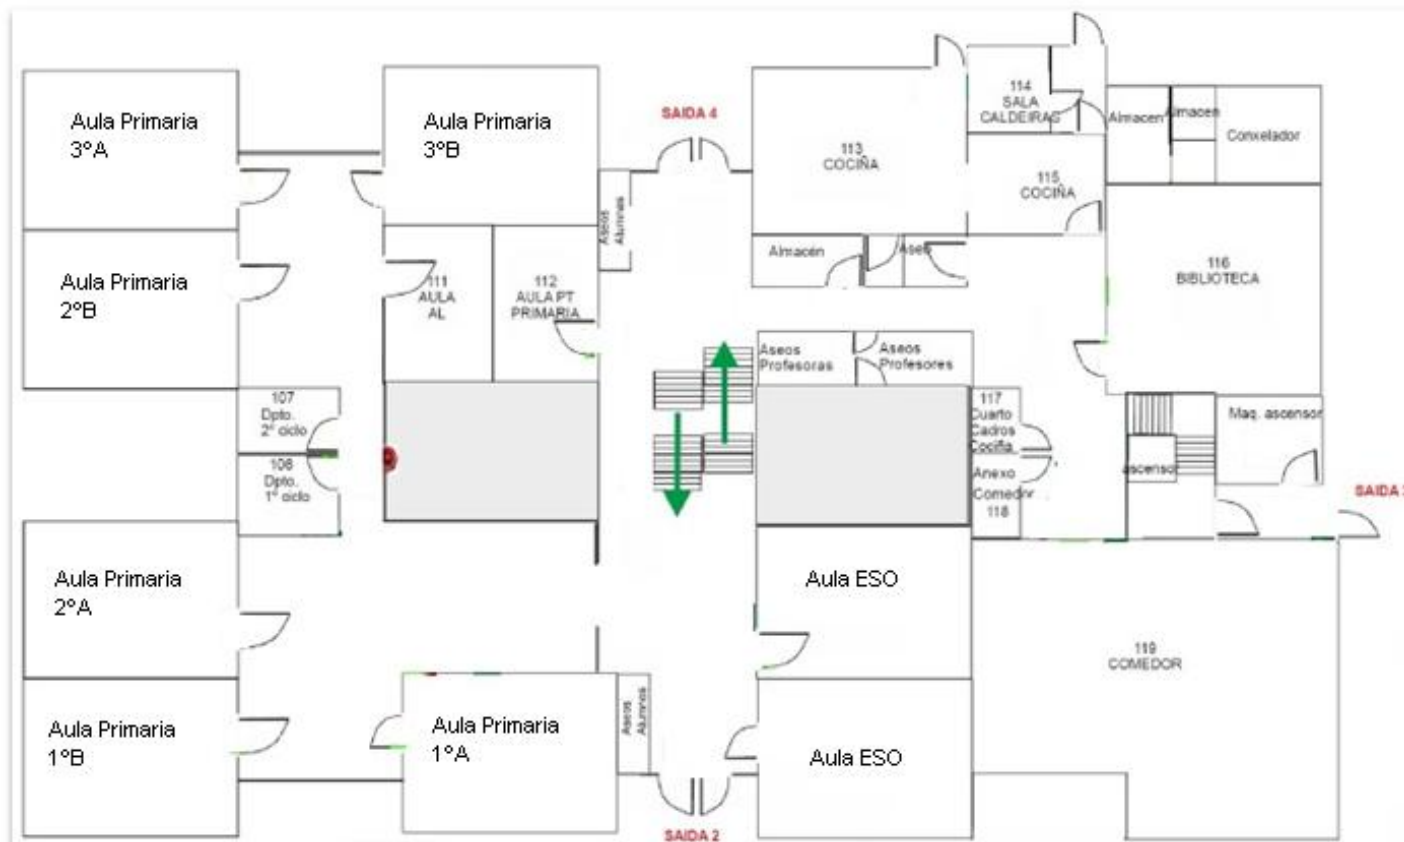 Aula Primaria
3ºA
Aula Primaria
3ºB
SAIDA 4
113
COCIÑA
114
SALA
CALDEIRAS
Almacen
Almacen
Conxelador
115
COCIÑA
Aseos
Alumnos
Aula Primaria
2ºB
111
AULA
AL
112
AULA PT
PRIMARIA
Almacén
Aseo
116
BIBLIOTECA
Aseos
Profesoras
Aseos
Profesores
107
Dpto.
2º ciclo
106
Dpto.
1º ciclo
117
Cuarto
Cadros
Cociña
Anexo
Comedor
118
Maq. ascensor
ascensor
SAIDA
Aula Primaria
2ºA
Aula ESO
119
COMEDOR
Aula Primaria
1ºB
Aula Primaria
1ºA
Aseos
Alumnos
Aula ESO
SAIDA 2